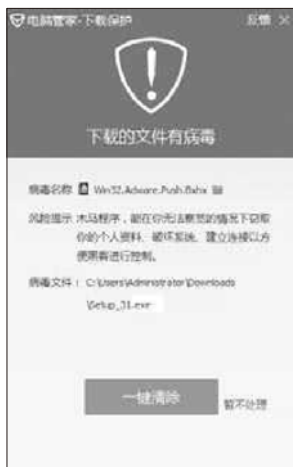 电脑管家-下载保护 反馈 ×
下载的文件有病毒
病毒名称 Win32.Adware.Push.
风险提示 木马程序，能在你无法察觉的情况下窃取
你的个人资料、破坏系统、建立连接以方
便黑客进行控制。
病毒文件： C:\Users\Administrator\Downloads
\Setup_31.exe
一键清除 暂不处理